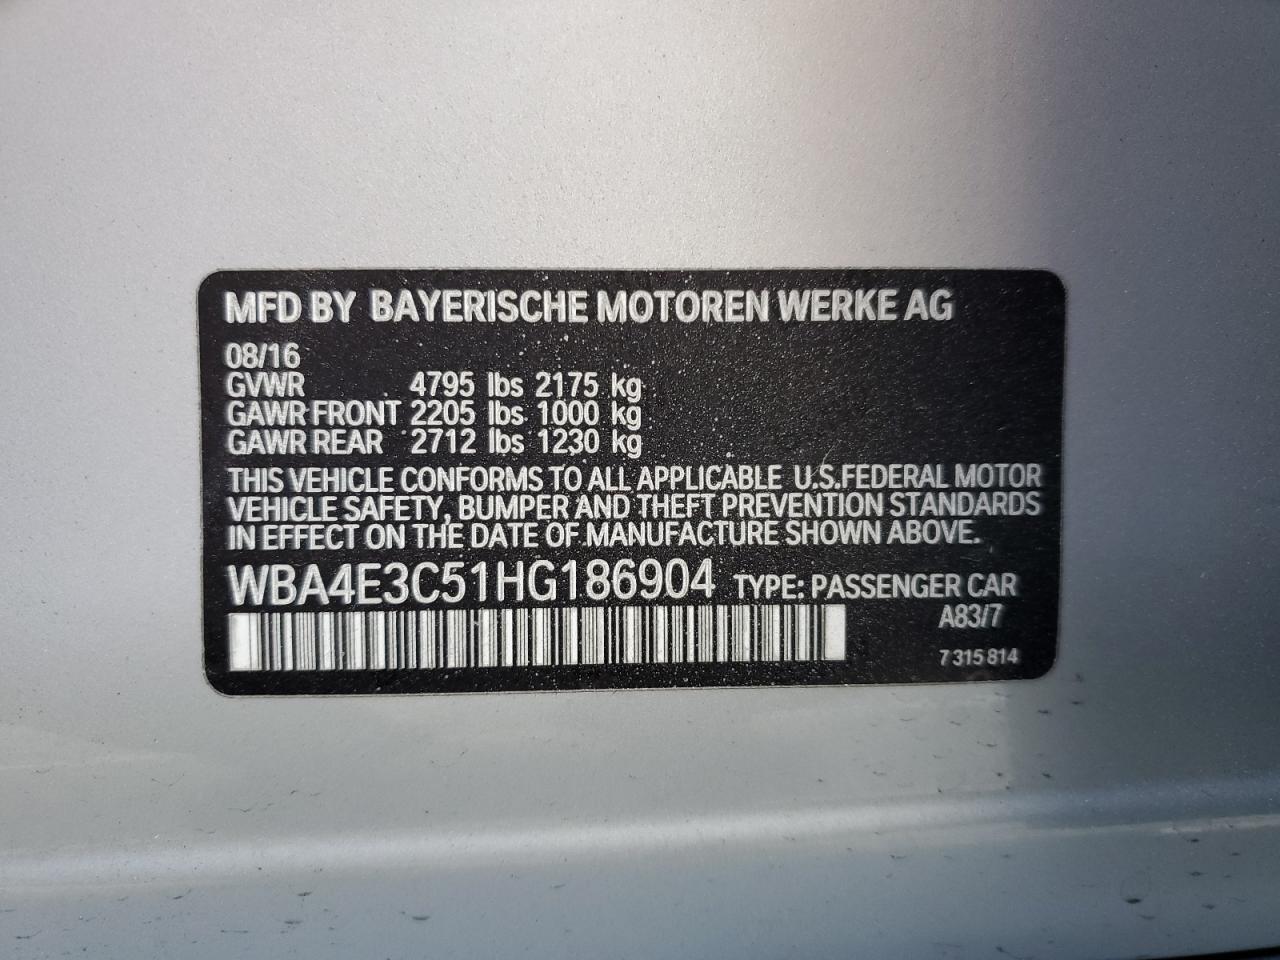 MFD BY BAYERISCHE MOTOREN WERKE AG
08/16
GVWR 4795 lbs 2175 kg
GAWR FRONT 2205 lbs 1000 kg
GAWR REAR 2712 lbs 1230 kg
THIS VEHICLE CONFORMS TO ALL APPLICABLE U.S.FEDERAL MOTOR
VEHICLE SAFETY, BUMPER AND THEFT PREVENTION STANDARDS
IN EFFECT ON THE DATE OF MANUFACTURE SHOWN ABOVE.
WBA4E3C51HG186904 TYPE: PASSENGER CAR
A83/7
7 315 814